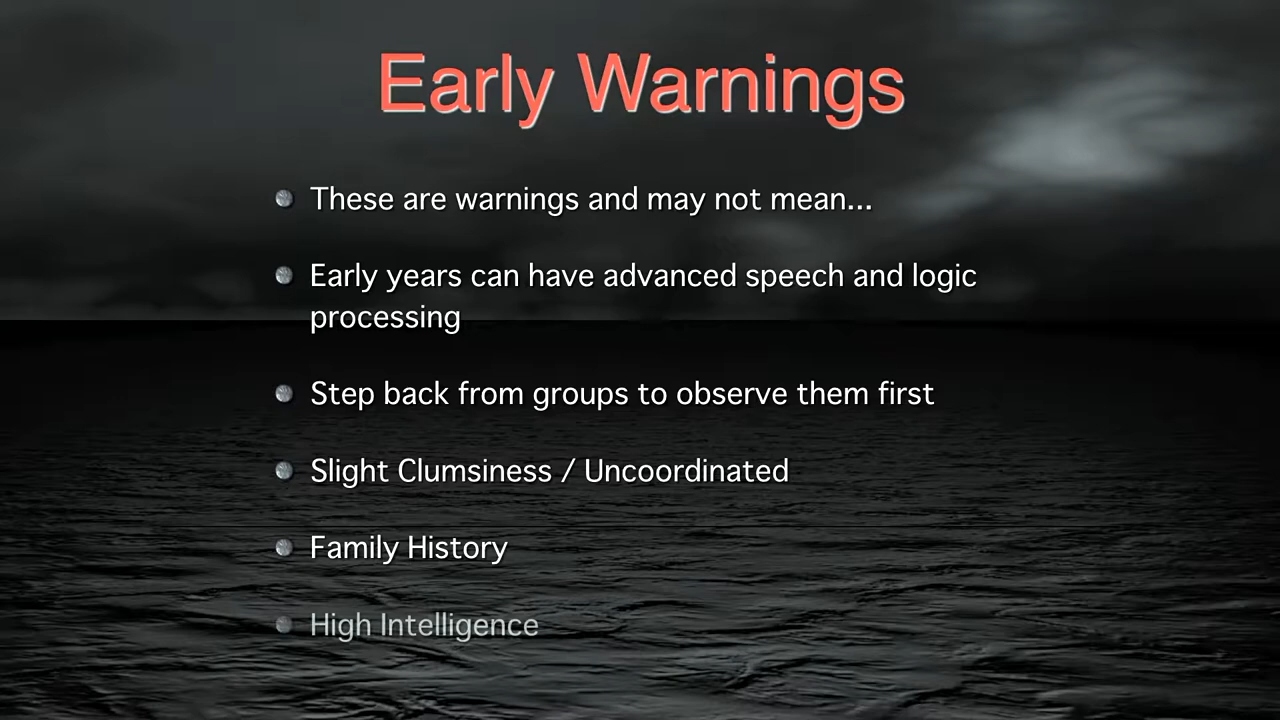 Early Warnings
These are warnings and may not mean...
Early years can have advanced speech and logic
processing
Step back from groups to observe them first
Slight Clumsiness / Uncoordinated
Family History
High Intelligence